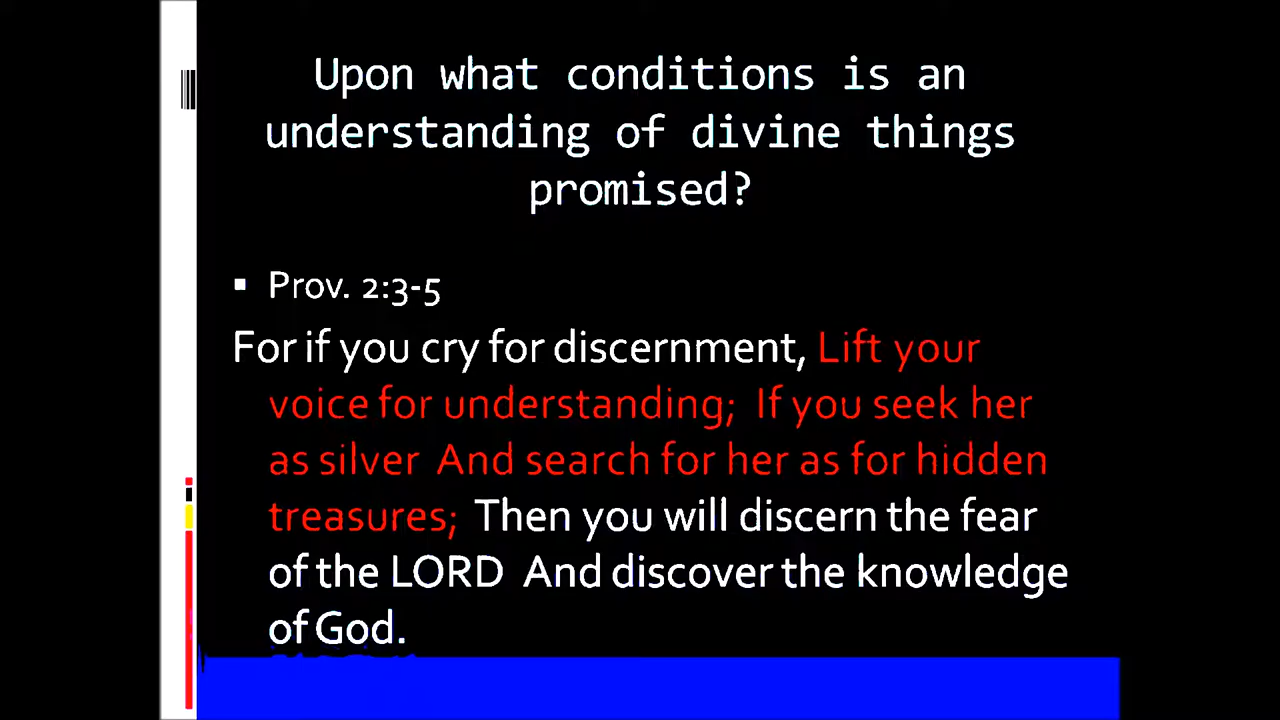 Upon what conditions is an
understanding of divine things
promised?
▪ Prov. 2:3-5
For if you cry for discernment, Lift your
voice for understanding; If you seek her
as silver And search for her as for hidden
treasures; Then you will discern the fear
of the LORD And discover the knowledge
of God.